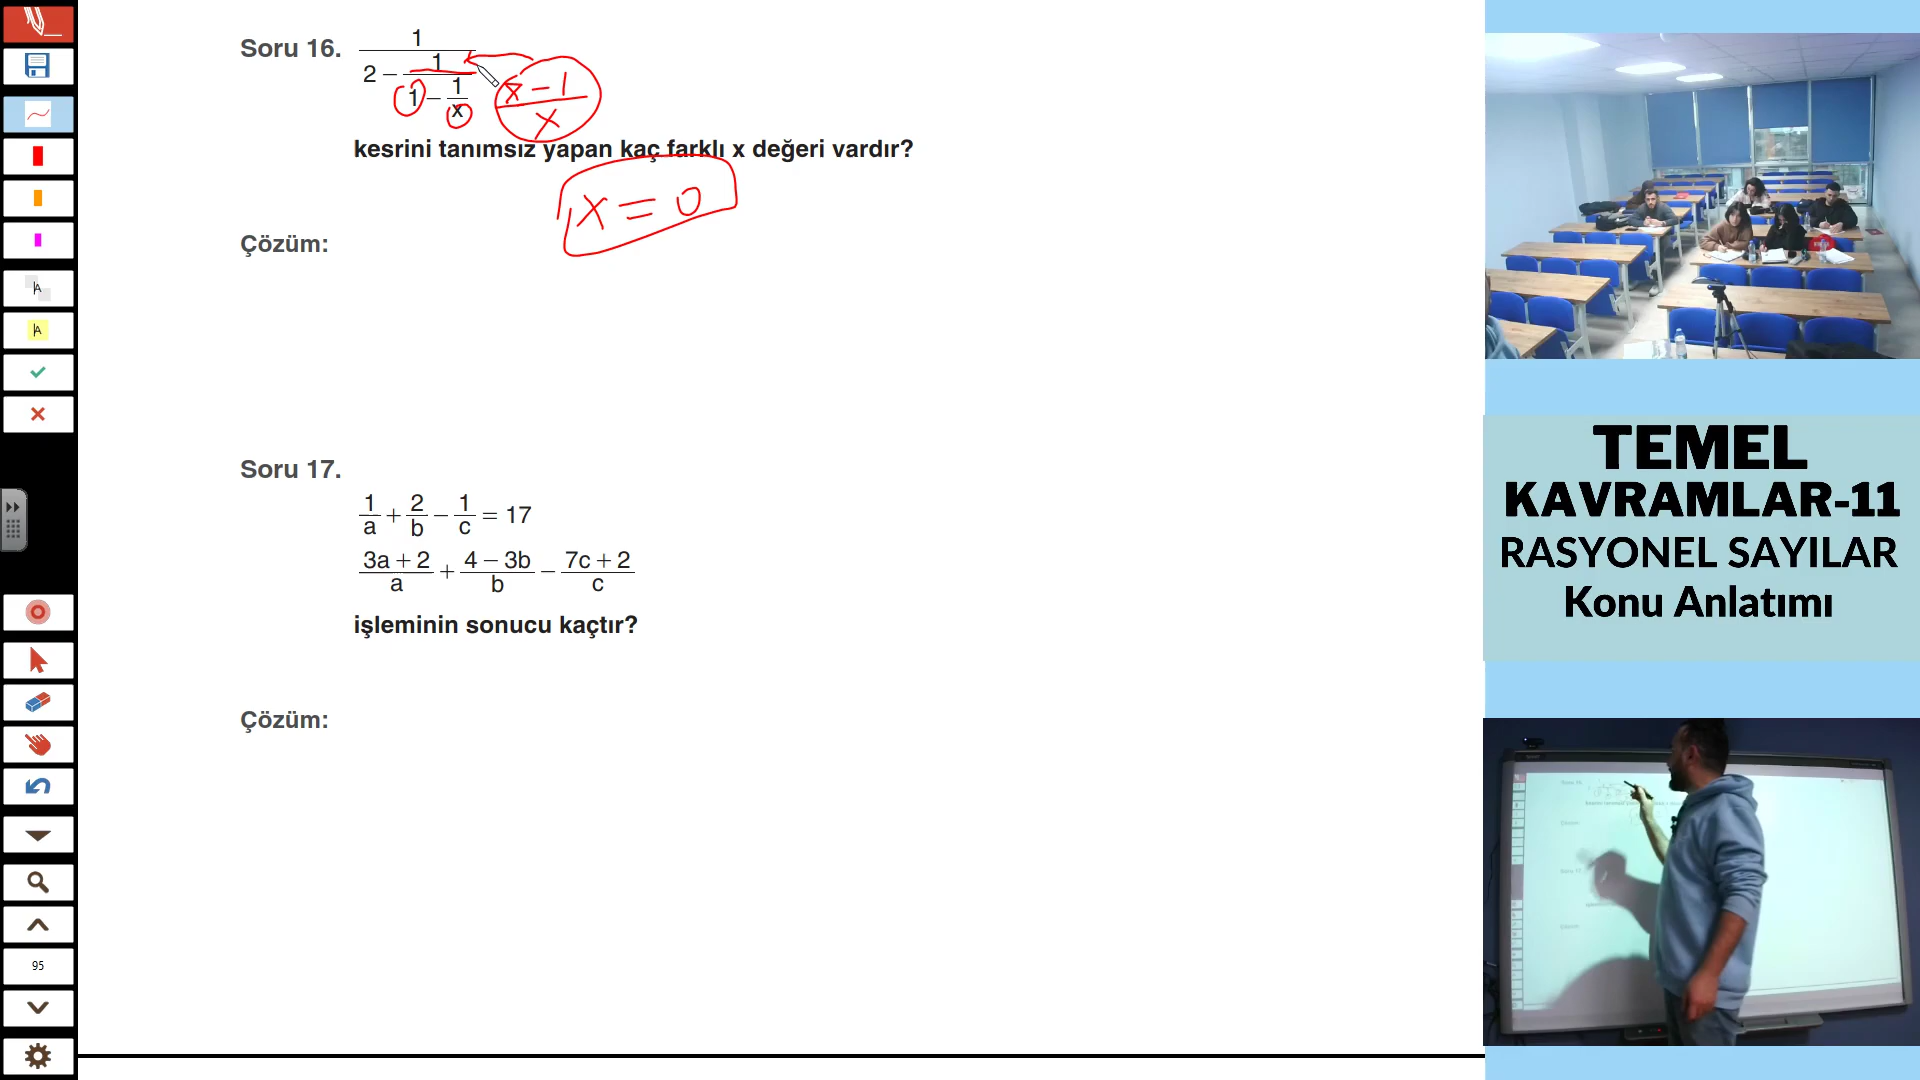 Soru 16.
1
2 − 1
1 − 1
x
x − 1
x
kesrini tanımsız yapan kaç farklı x değeri vardır?
x = 0
Çözüm:
Soru 17.
1/a + 2/b − 1/c = 17
3a + 2/a + 4 − 3b/b − 7c + 2/c
işleminin sonucu kaçtır?
Çözüm:
95
TEMEL
KAVRAMLAR-11
RASYONEL SAYILAR
Konu Anlatımı